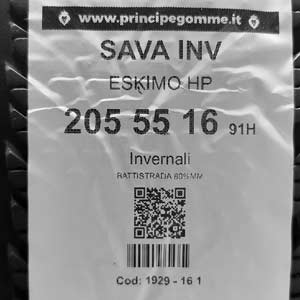 www.principegomme.it
SAVA INV
ESKIMO HP
205 55 16 91H
Invernali
BATTISTRADA 80%MM
Cod: 1929 - 16 1